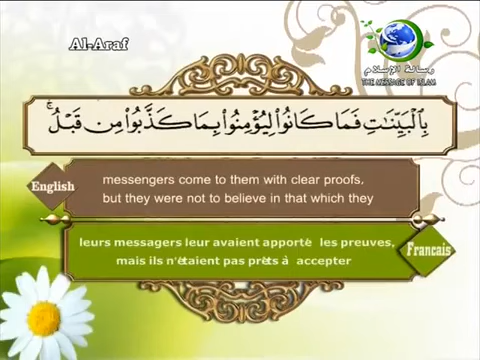 Al-Araf
رسالة الإسلام
THE MESSAGE OF ISLAM
بِٱلْبَيِّنَٰتِ فَمَا كَانُوا۟ لِيُؤْمِنُوا۟ بِمَا كَذَّبُوا۟ مِن قَبْلُ ۚ
English
messengers come to them with clear proofs,
but they were not to believe in that which they
leurs messagers leur avaient apporté les preuves,
mais ils n'étaient pas prêts à accepter
Francais